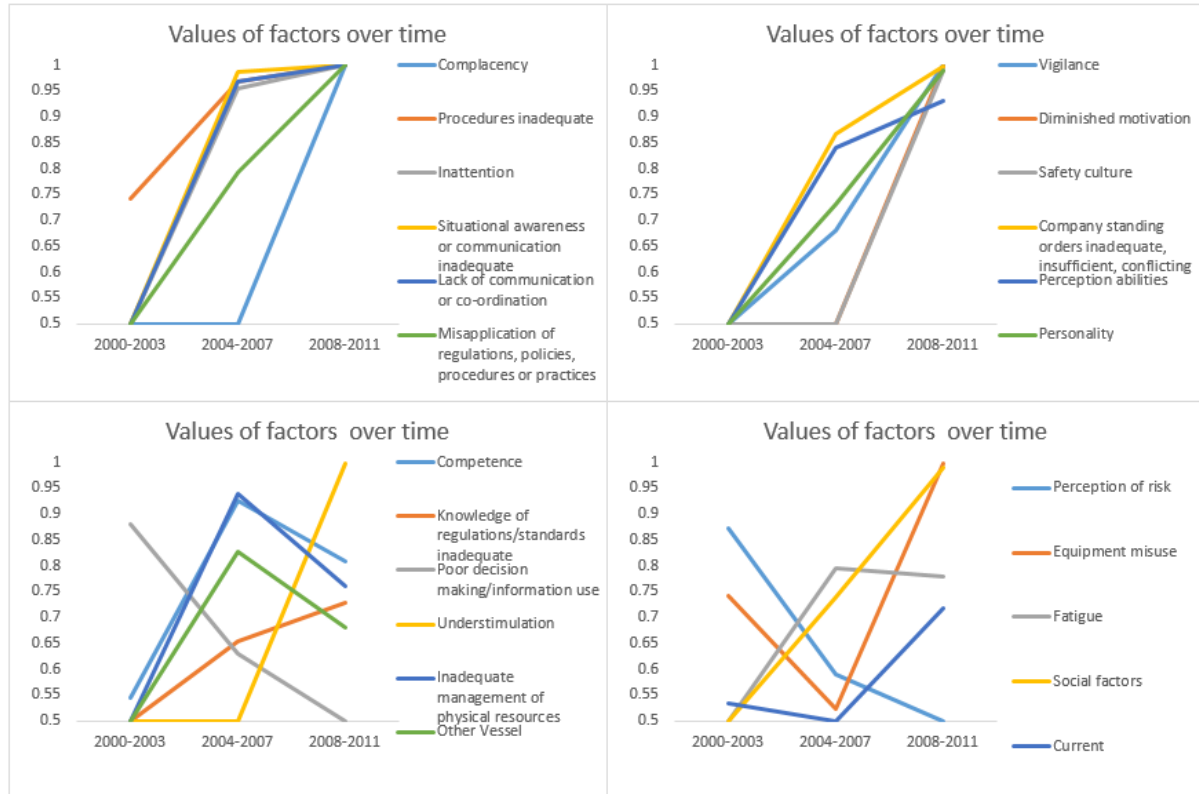 Values of factors over time
1
0.95
0.9
0.85
0.8
0.75
0.7
0.65
0.6
0.55
0.5
2000-2003 2004-2007 2008-2011
Complacency
Procedures inadequate
Inattention
Situational awareness
or communication
inadequate
Lack of communication
or co-ordination
Misapplication of
regulations, policies,
procedures or practices
Values of factors over time
1
0.95
0.9
0.85
0.8
0.75
0.7
0.65
0.6
0.55
0.5
2000-2003 2004-2007 2008-2011
Vigilance
Diminished motivation
Safety culture
Company standing
orders inadequate,
insufficient, conflicting
Perception abilities
Personality
Values of factors over time
1
0.95
0.9
0.85
0.8
0.75
0.7
0.65
0.6
0.55
0.5
2000-2003 2004-2007 2008-2011
Competence
Knowledge of
regulations/standards
inadequate
Poor decision
making/information use
Understimulation
Inadequate
management of
physical resources
Other Vessel
Values of factors over time
1
0.95
0.9
0.85
0.8
0.75
0.7
0.65
0.6
0.55
0.5
2000-2003 2004-2007 2008-2011
Perception of risk
Equipment misuse
Fatigue
Social factors
Current